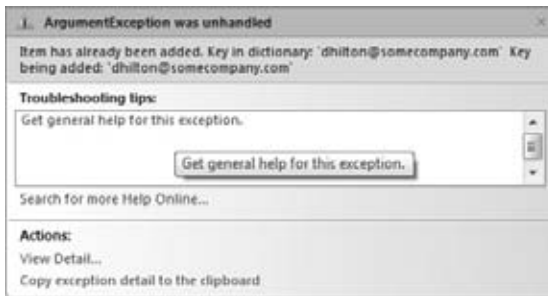 ArgumentException was unhandled
Item has already been added. Key in dictionary: 'dhilton@somecompany.com' Key
being added: 'dhilton@somecompany.com'
Troubleshooting tips:
Get general help for this exception.
Get general help for this exception.
Search for more Help Online...
Actions:
View Detail...
Copy exception detail to the clipboard